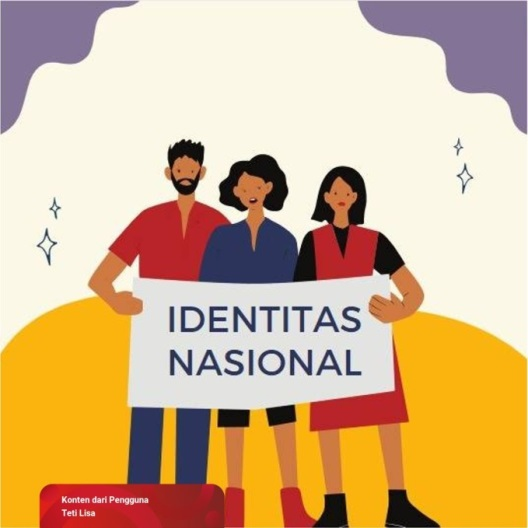 IDENTITAS
NASIONAL
Konten dari Pengguna
Teti Lisa